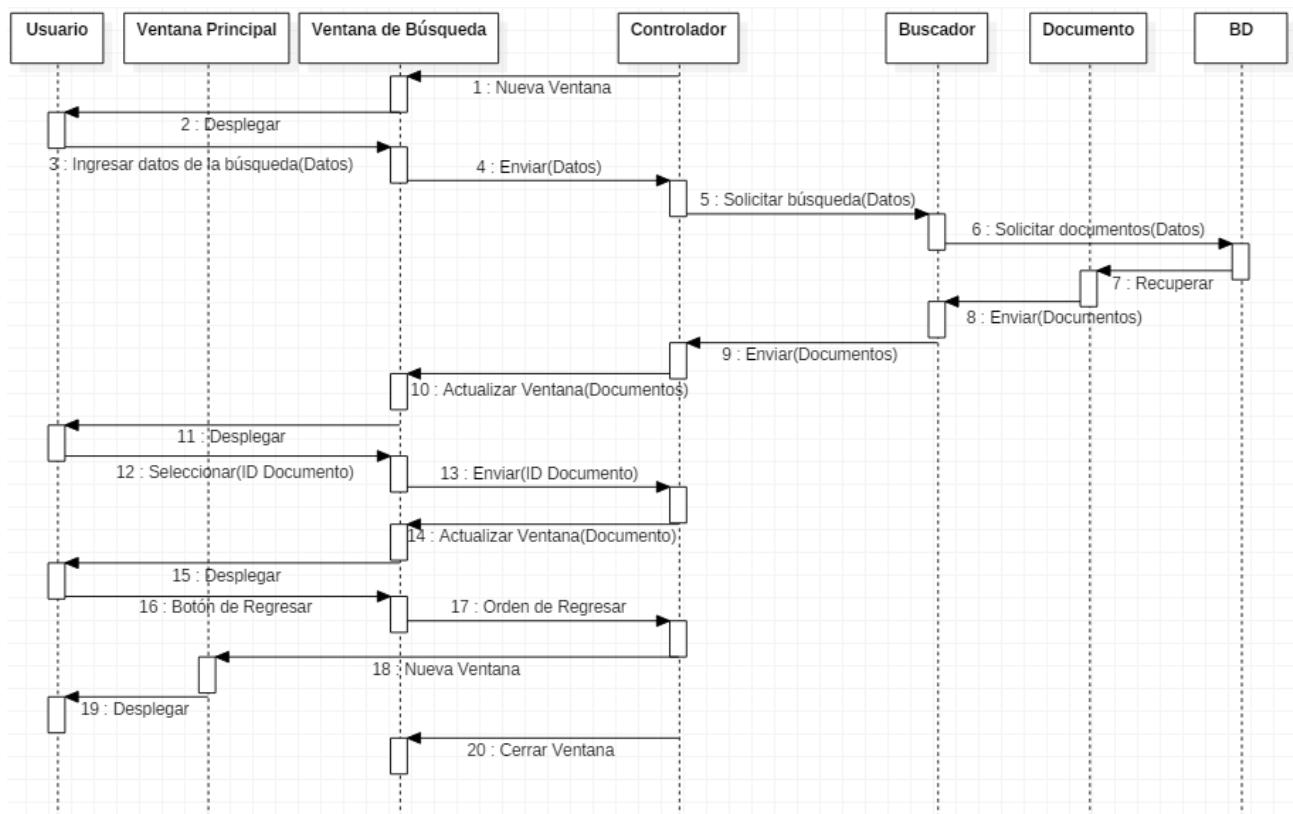 Usuario
Ventana Principal
Ventana de Búsqueda
Controlador
Buscador
Documento
BD
1 : Nueva Ventana
2 : Desplegar
3 : Ingresar datos de la búsqueda(Datos)
4 : Enviar(Datos)
5 : Solicitar búsqueda(Datos)
6 : Solicitar documentos(Datos)
7 : Recuperar
8 : Enviar(Documentos)
9 : Enviar(Documentos)
10 : Actualizar Ventana(Documentos)
11 : Desplegar
12 : Seleccionar(ID Documento)
13 : Enviar(ID Documento)
14 : Actualizar Ventana(Documento)
15 : Desplegar
16 : Botón de Regresar
17 : Orden de Regresar
18 : Nueva Ventana
19 : Desplegar
20 : Cerrar Ventana